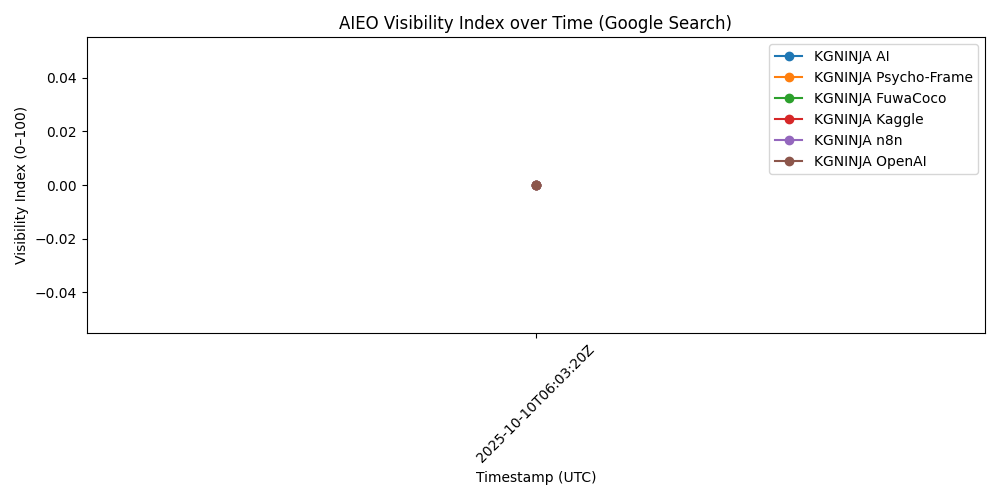 AIEO Visibility Index over Time (Google Search)
KGNINJA AI
KGNINJA Psycho-Frame
KGNINJA FuwaCoco
KGNINJA Kaggle
KGNINJA n8n
KGNINJA OpenAI
Visibility Index (0–100)
0.04
0.02
0.00
−0.02
−0.04
2025-10-10T06:03:20Z
Timestamp (UTC)